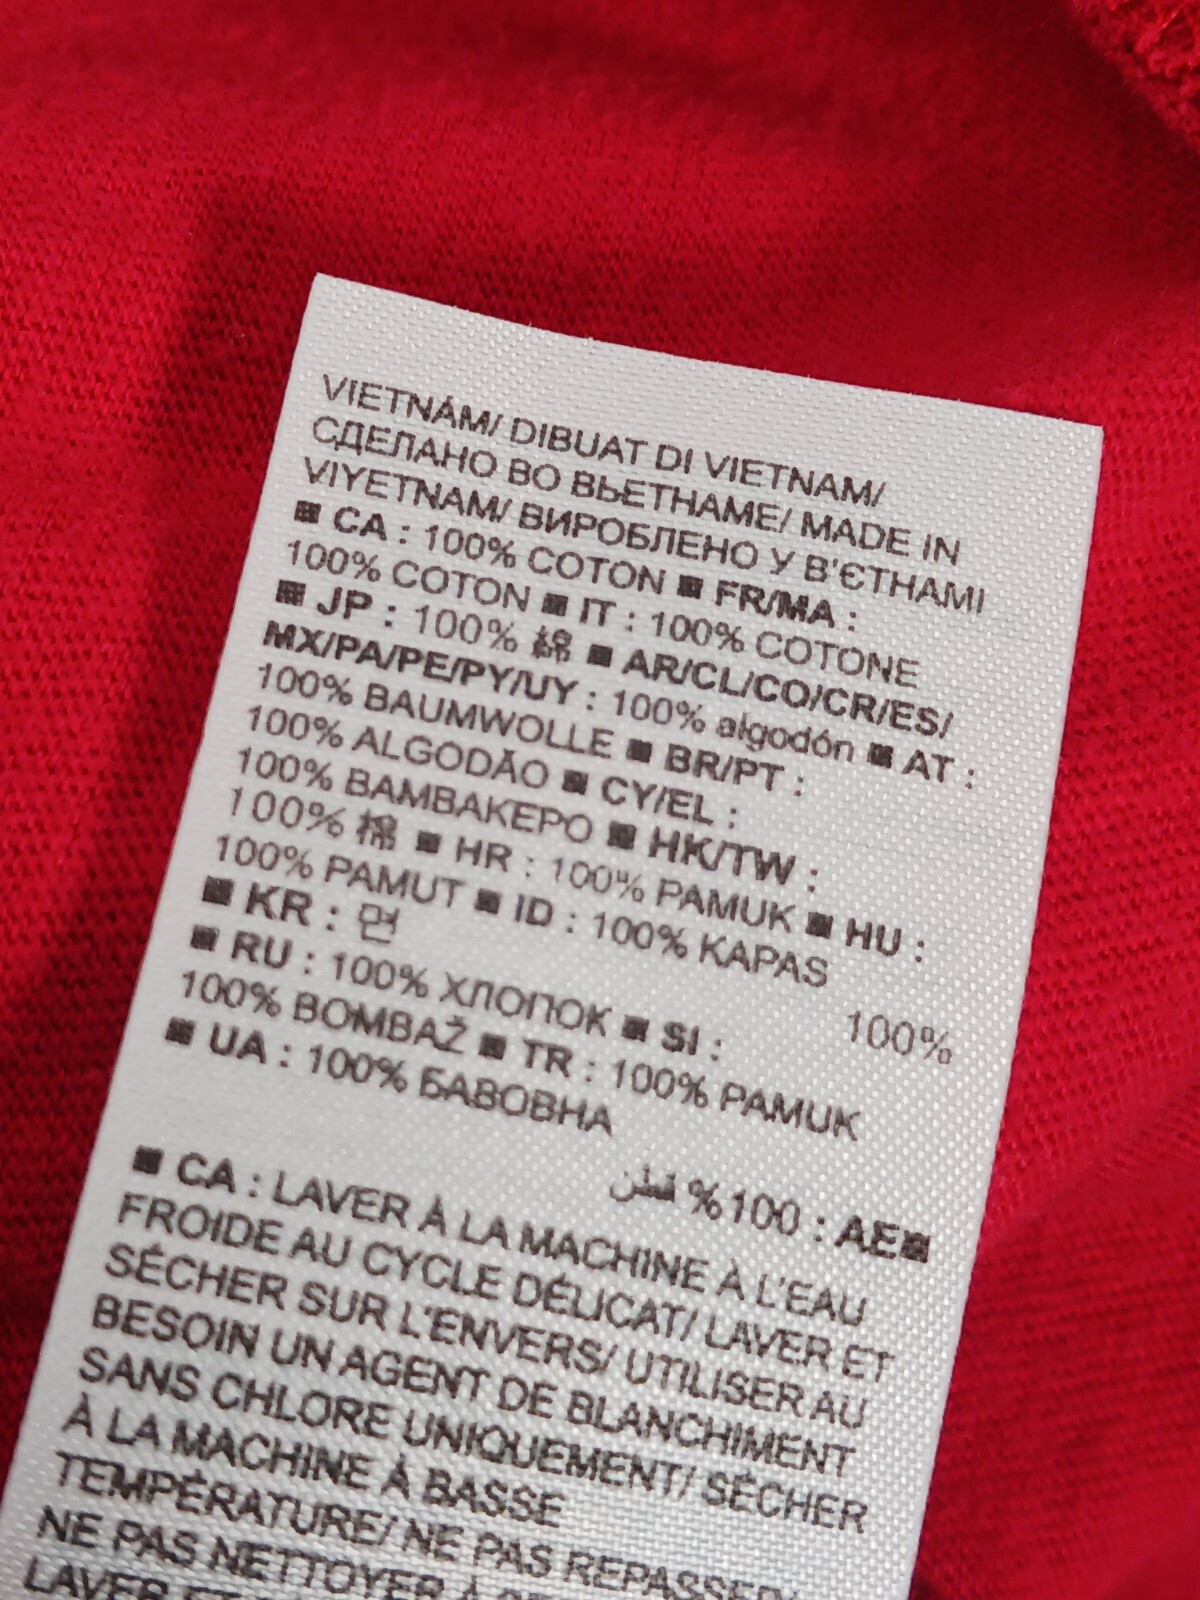 VIETNÁM/ DIBUAT DI VIETNAM/
СДЕЛАНО ВО ВЬЕТНАМЕ/ MADE IN
VIYETNAM/ ВИРОБЛЕНО У В'ЄТНАМІ
■ CA : 100% COTON ■ FR/MA :
100% COTON ■ IT : 100% COTONE
■ JP : 100% 綿 ■ AR/CL/CO/CR/ES/
MX/PA/PE/PY/UY : 100% algodón ■ AT :
100% BAUMWOLLE ■ BR/PT :
100% ALGODÃO ■ CY/EL :
100% ΒΑΜΒΑΚΕΡΟ ■ HK/TW :
100% 棉 ■ HR : 100% PAMUK ■ HU :
100% PAMUT ■ ID : 100% KAPAS
■ KR : 면 100%
■ RU : 100% ХЛОПОК ■ SI :
100% BOMBAŽ ■ TR : 100% PAMUK
■ UA : 100% БАВОВНА
■AE : 100% قطن
■ CA : LAVER À LA MACHINE À L'EAU
FROIDE AU CYCLE DÉLICAT/ LAVER ET
SÉCHER SUR L'ENVERS/ UTILISER AU
BESOIN UN AGENT DE BLANCHIMENT
SANS CHLORE UNIQUEMENT/ SÉCHER
À LA MACHINE À BASSE
TEMPÉRATURE/ NE PAS REPASSER/
NE PAS NETTOYER À
LAVER